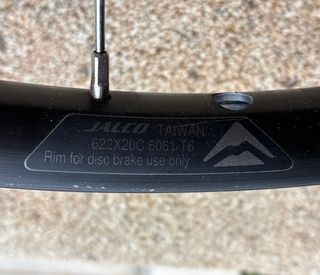 JALCO TAIWAN
622X20C 6061-T6
Rim for disc brake use only